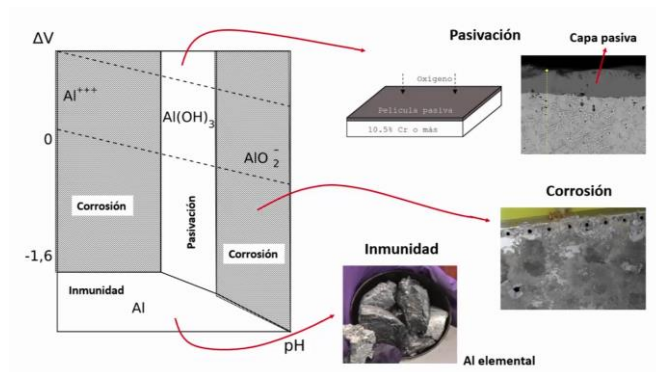 ΔV
Al+++
0
Al(OH)3
AlO2-
Corrosión
Pasivación
Corrosión
-1,6
Inmunidad
Al
pH
Pasivación
Capa pasiva
Oxígeno
Película pasiva
10.5% Cr o más
Corrosión
Inmunidad
Al elemental